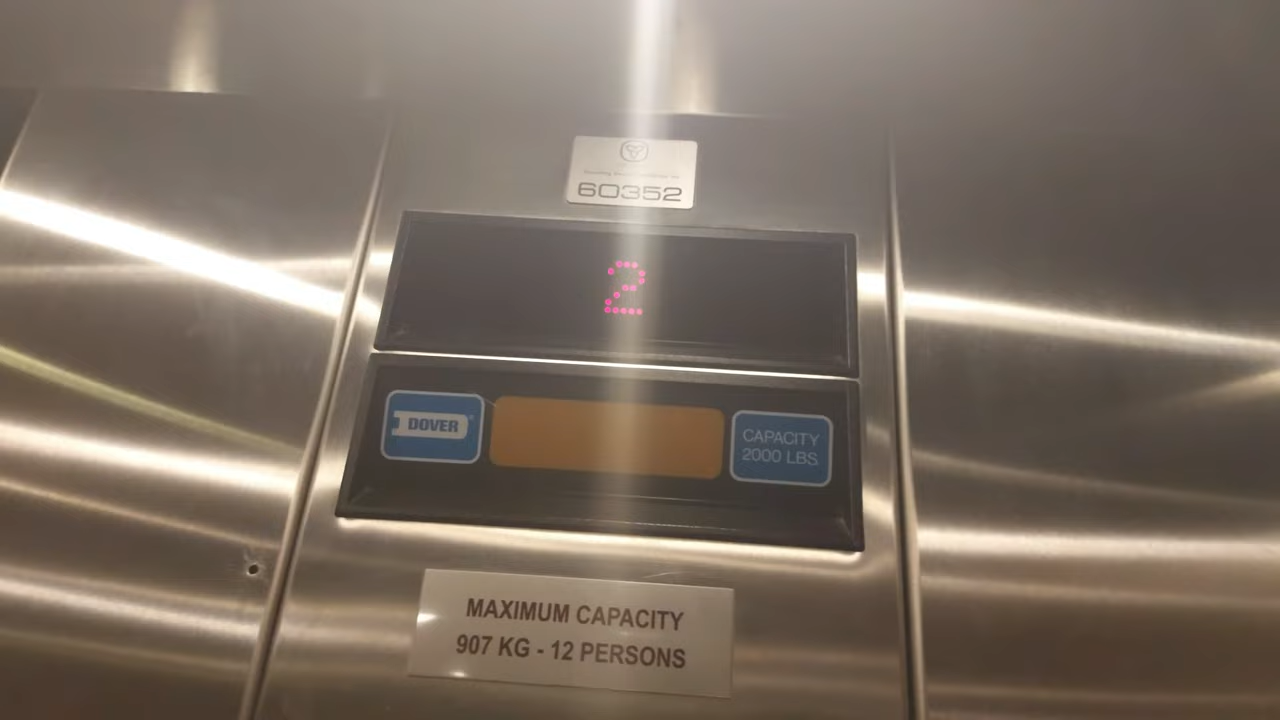 60352
2
DOVER
CAPACITY
2000 LBS.
MAXIMUM CAPACITY
907 KG - 12 PERSONS